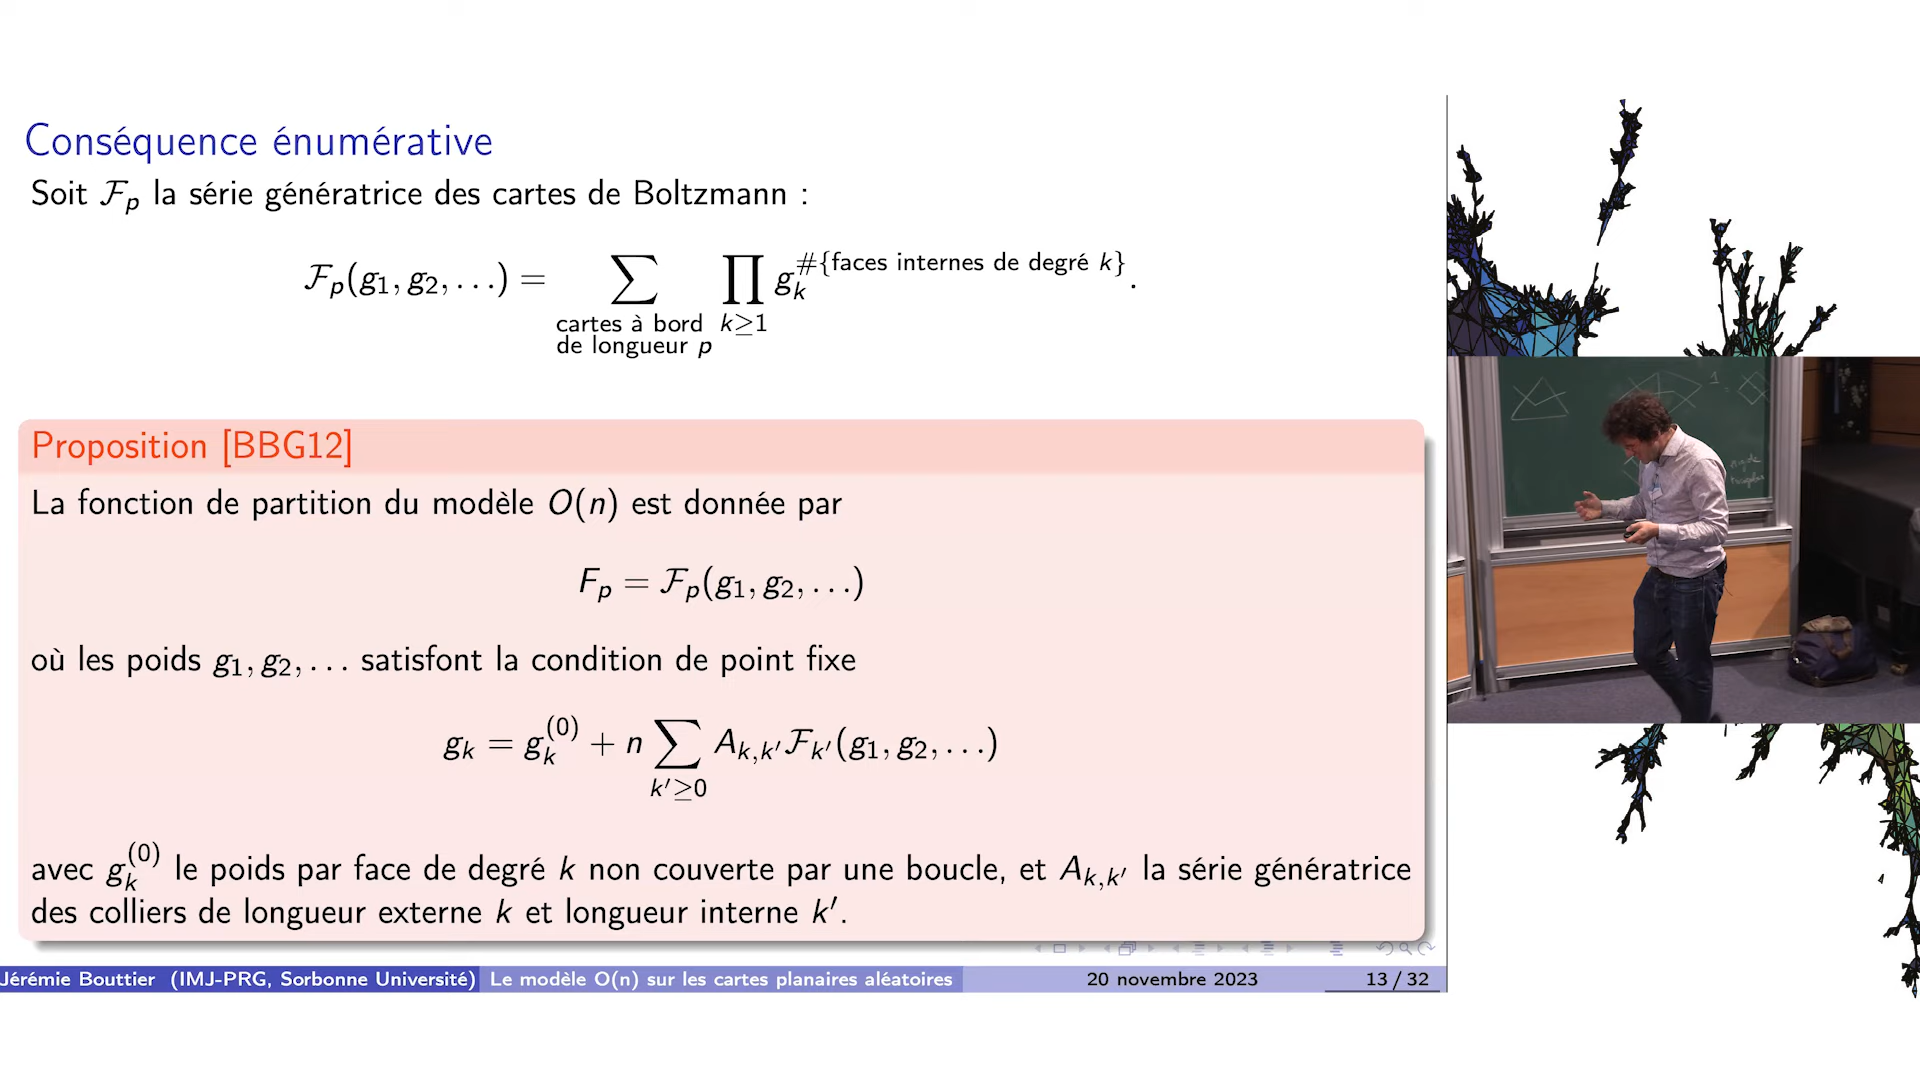 Conséquence énumérative
Soit 𝓕_p la série génératrice des cartes de Boltzmann :
𝓕_p(g_1, g_2, . . .) = ∑_{cartes à bord de longueur p} ∏_{k≥1} g_k^{#{faces internes de degré k}}.
Proposition [BBG12]
La fonction de partition du modèle O(n) est donnée par
F_p = 𝓕_p(g_1, g_2, . . .)
où les poids g_1, g_2, . . . satisfont la condition de point fixe
g_k = g_k^{(0)} + n ∑_{k′≥0} A_{k,k′} 𝓕_{k′}(g_1, g_2, . . .)
avec g_k^{(0)} le poids par face de degré k non couverte par une boucle, et A_{k,k′} la série génératrice
des colliers de longueur externe k et longueur interne k′.
Jérémie Bouttier (IMJ-PRG, Sorbonne Université) Le modèle O(n) sur les cartes planaires aléatoires 20 novembre 2023 13 / 32